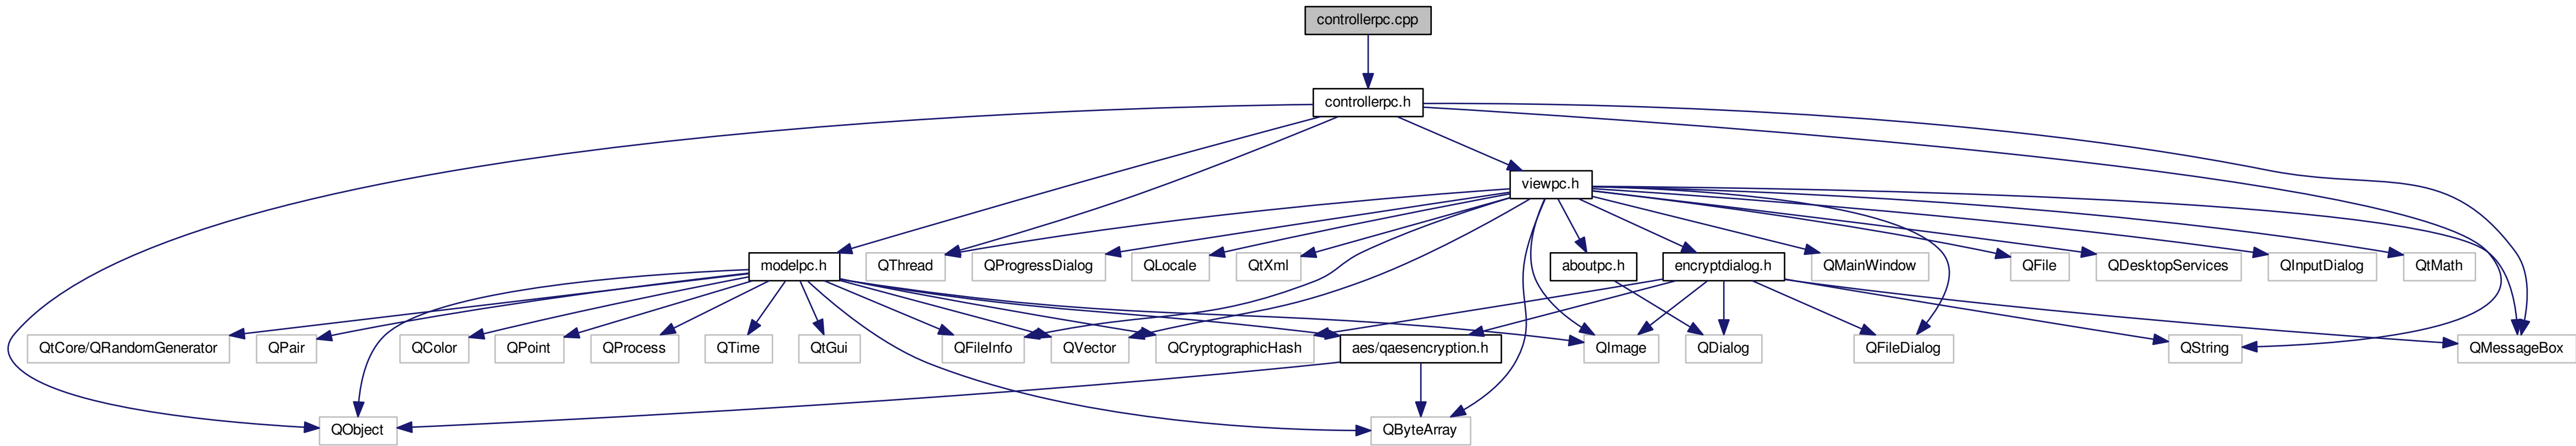 controllerpc.cpp
controllerpc.h
viewpc.h
modelpc.h
QThread
QProgressDialog
QLocale
QtXml
aboutpc.h
encryptdialog.h
QMainWindow
QFile
QDesktopServices
QInputDialog
QtMath
QtCore/QRandomGenerator
QPair
QColor
QPoint
QProcess
QTime
QtGui
QFileInfo
QVector
QCryptographicHash
aes/qaesencryption.h
QImage
QDialog
QFileDialog
QString
QMessageBox
QObject
QByteArray